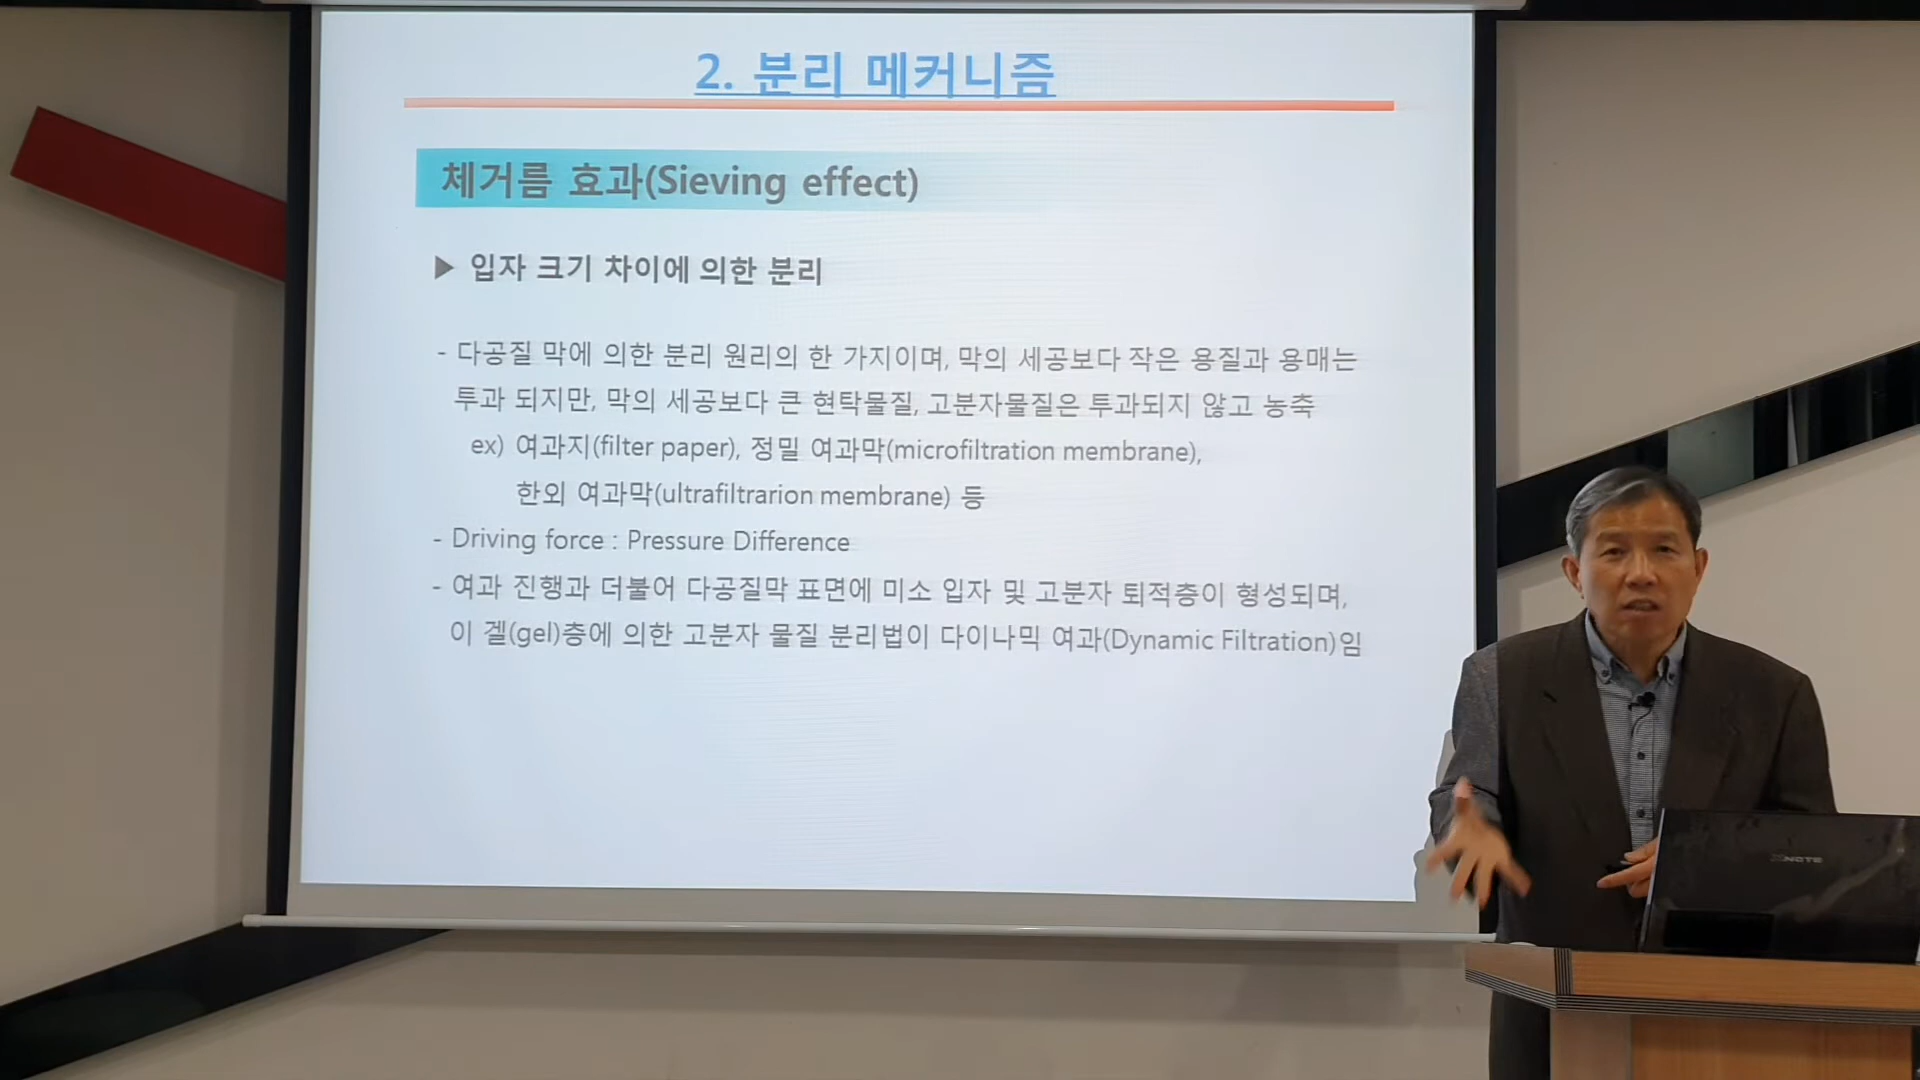 2. 분리 메커니즘
체거름 효과(Sieving effect)
▶ 입자 크기 차이에 의한 분리
- 다공질 막에 의한 분리 원리의 한 가지이며, 막의 세공보다 작은 용질과 용매는
투과 되지만, 막의 세공보다 큰 현탁물질, 고분자물질은 투과되지 않고 농축
ex) 여과지(filter paper), 정밀 여과막(microfiltration membrane),
한외 여과막(ultrafiltrarion membrane) 등
- Driving force : Pressure Difference
- 여과 진행과 더불어 다공질막 표면에 미소 입자 및 고분자 퇴적층이 형성되며,
이 겔(gel)층에 의한 고분자 물질 분리법이 다이나믹 여과(Dynamic Filtration)임
XNOTE